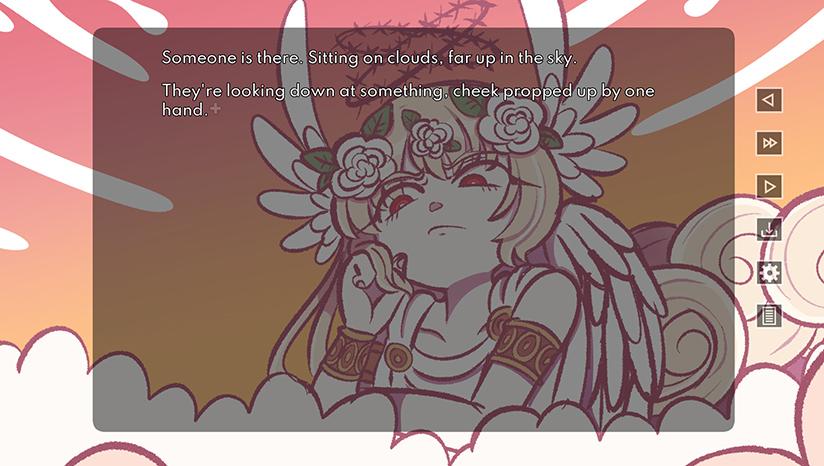 Someone is there. Sitting on clouds, far up in the sky.
They're looking down at something, cheek propped up by one
hand.